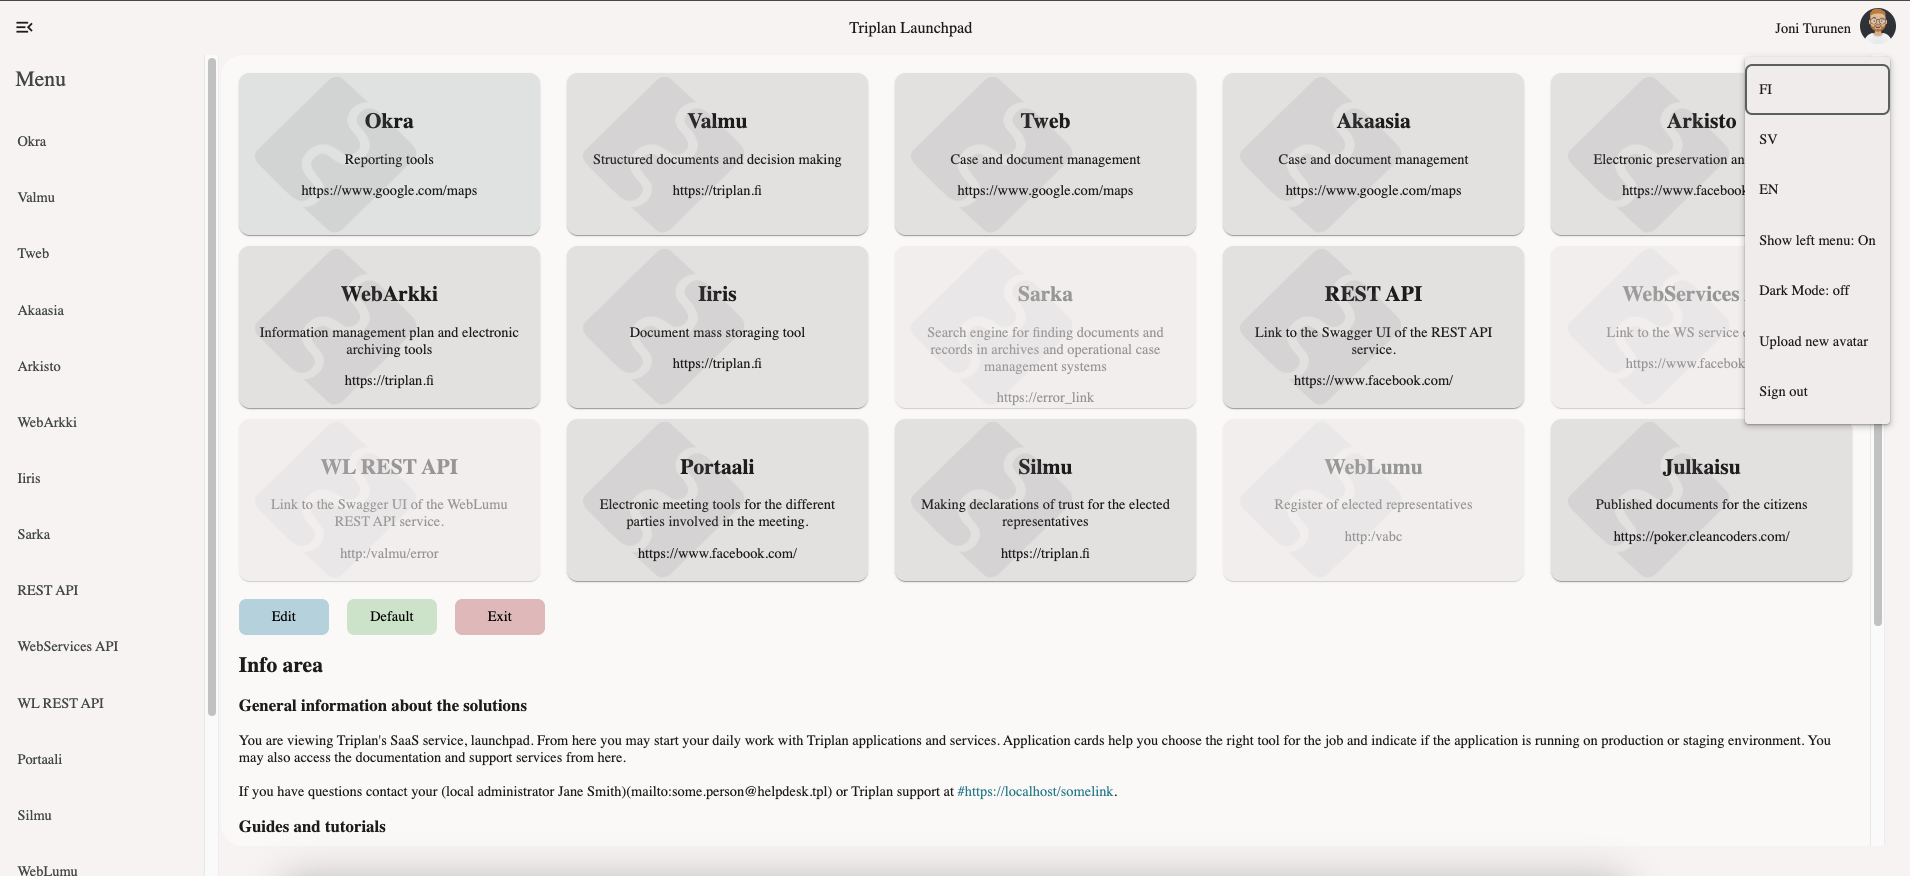 Triplan Launchpad
Joni Turunen
Menu
Okra
Valmu
Tweb
Akaasia
Arkisto
WebArkki
Iiris
Sarka
REST API
WebServices API
WL REST API
Portaali
Silmu
WebLumu
Okra
Reporting tools
https://www.google.com/maps
Valmu
Structured documents and decision making
https://triplan.fi
Tweb
Case and document management
https://www.google.com/maps
Akaasia
Case and document management
https://www.google.com/maps
Arkisto
Electronic preservation an
https://www.facebook
WebArkki
Information management plan and electronic
archiving tools
https://triplan.fi
Iiris
Document mass storaging tool
https://triplan.fi
Sarka
Search engine for finding documents and
records in archives and operational case
management systems
https://error_link
REST API
Link to the Swagger UI of the REST API
service.
https://www.facebook.com/
WebServices
Link to the WS service
https://www.facebook
WL REST API
Link to the Swagger UI of the WebLumu
REST API service.
http:/valmu/error
Portaali
Electronic meeting tools for the different
parties involved in the meeting.
https://www.facebook.com/
Silmu
Making declarations of trust for the elected
representatives
https://triplan.fi
WebLumu
Register of elected representatives
http:/vabc
Julkaisu
Published documents for the citizens
https://poker.cleancoders.com/
FI
SV
EN
Show left menu: On
Dark Mode: off
Upload new avatar
Sign out
Edit
Default
Exit
Info area
General information about the solutions
You are viewing Triplan's SaaS service, launchpad. From here you may start your daily work with Triplan applications and services. Application cards help you choose the right tool for the job and indicate if the application is running on production or staging environment. You
may also access the documentation and support services from here.
If you have questions contact your (local administrator Jane Smith)(mailto:some.person@helpdesk.tpl) or Triplan support at #https://localhost/somelink.
Guides and tutorials